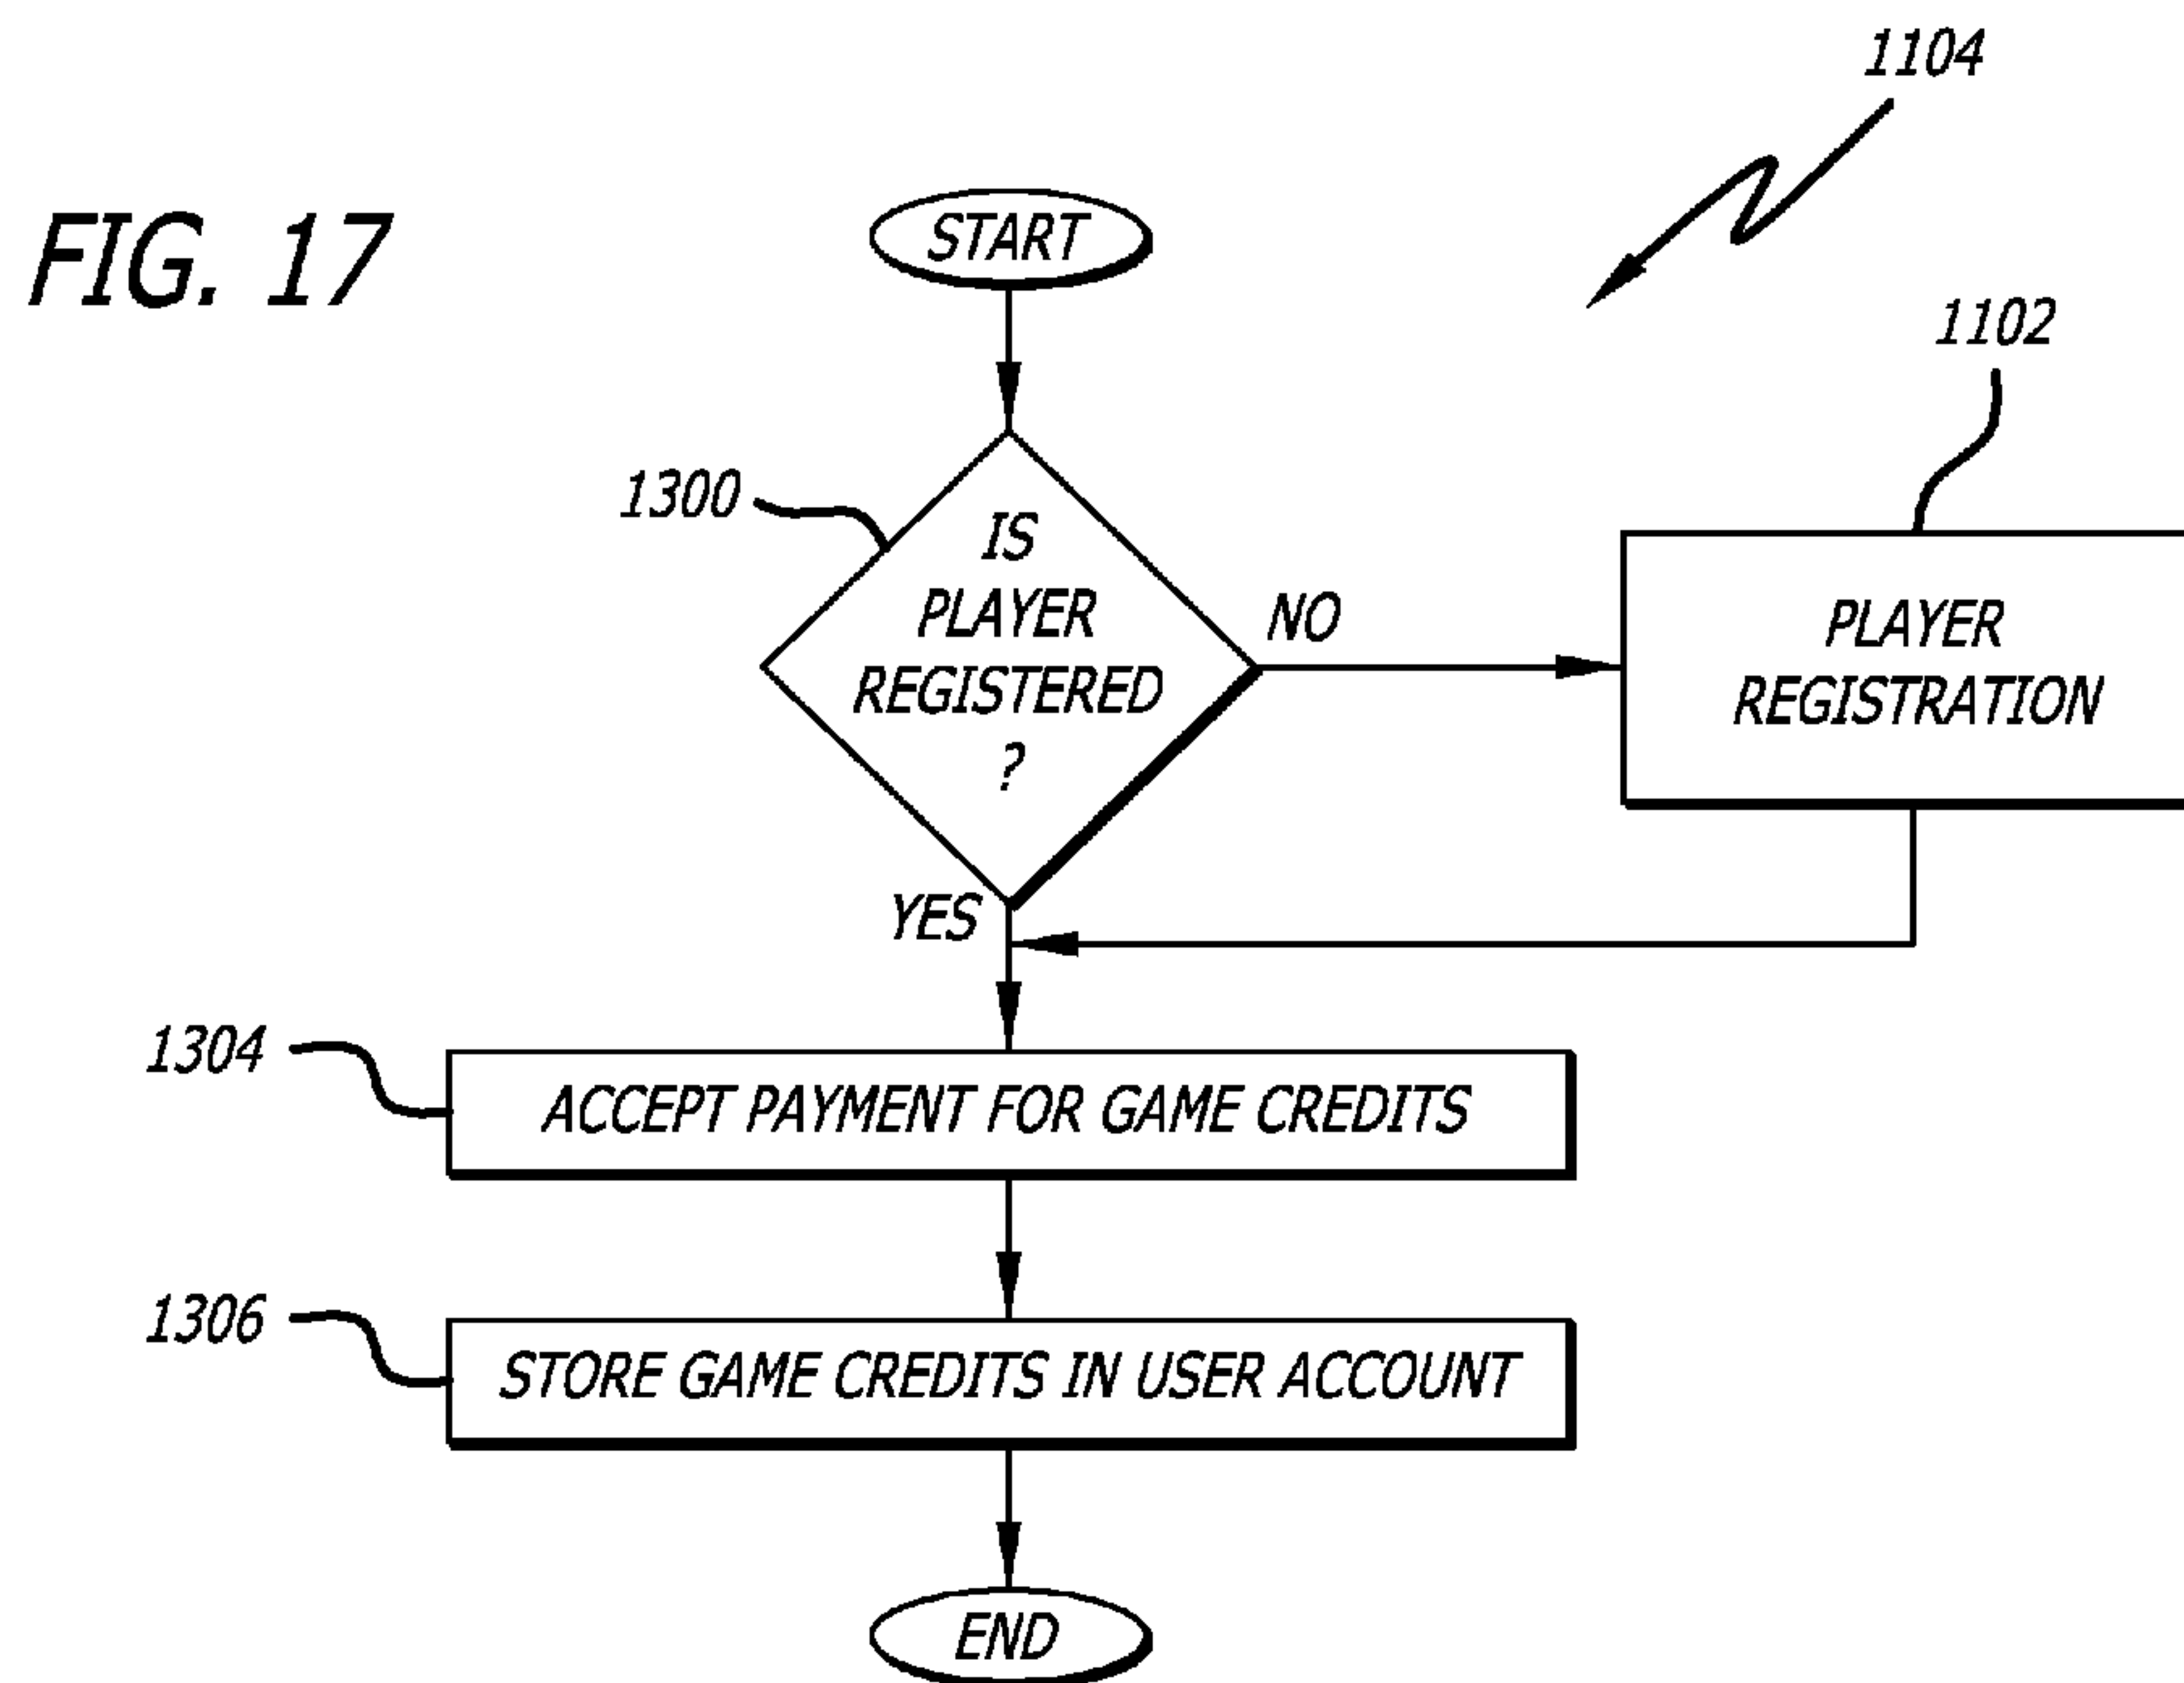 1104
FIG. 17
START
1102
1300
IS
PLAYER
REGISTERED
?
NO
PLAYER
REGISTRATION
YES
1304
ACCEPT PAYMENT FOR GAME CREDITS
1306
STORE GAME CREDITS IN USER ACCOUNT
END